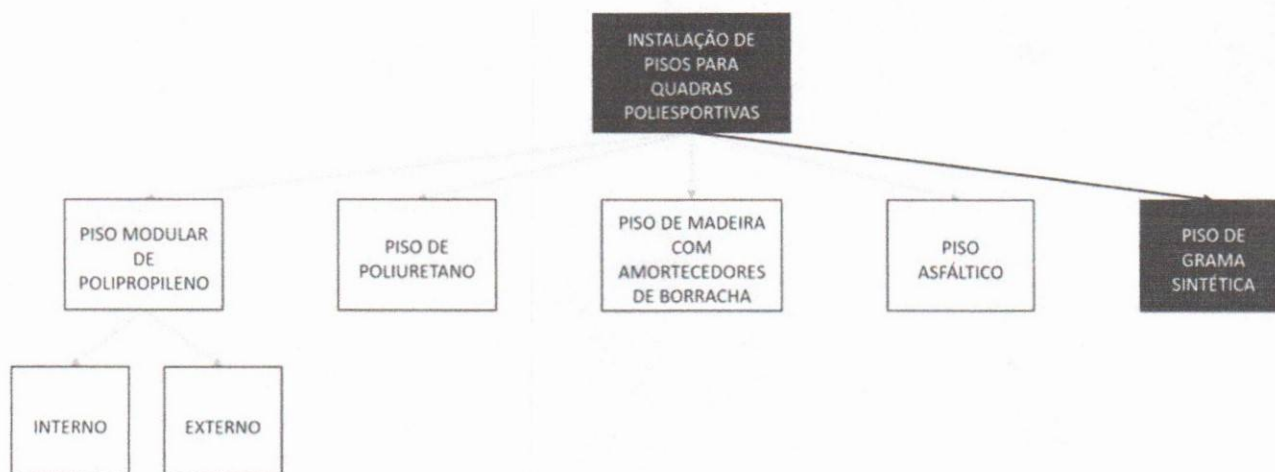 INSTALAÇÃO DE
PISOS PARA
QUADRAS
POLIESPORTIVAS
PISO MODULAR
DE
POLIPROPILENO
PISO DE
POLIURETANO
PISO DE MADEIRA
COM
AMORTECEDORES
DE BORRACHA
PISO
ASFÁLTICO
PISO DE
GRAMA
SINTÉTICA
INTERNO
EXTERNO